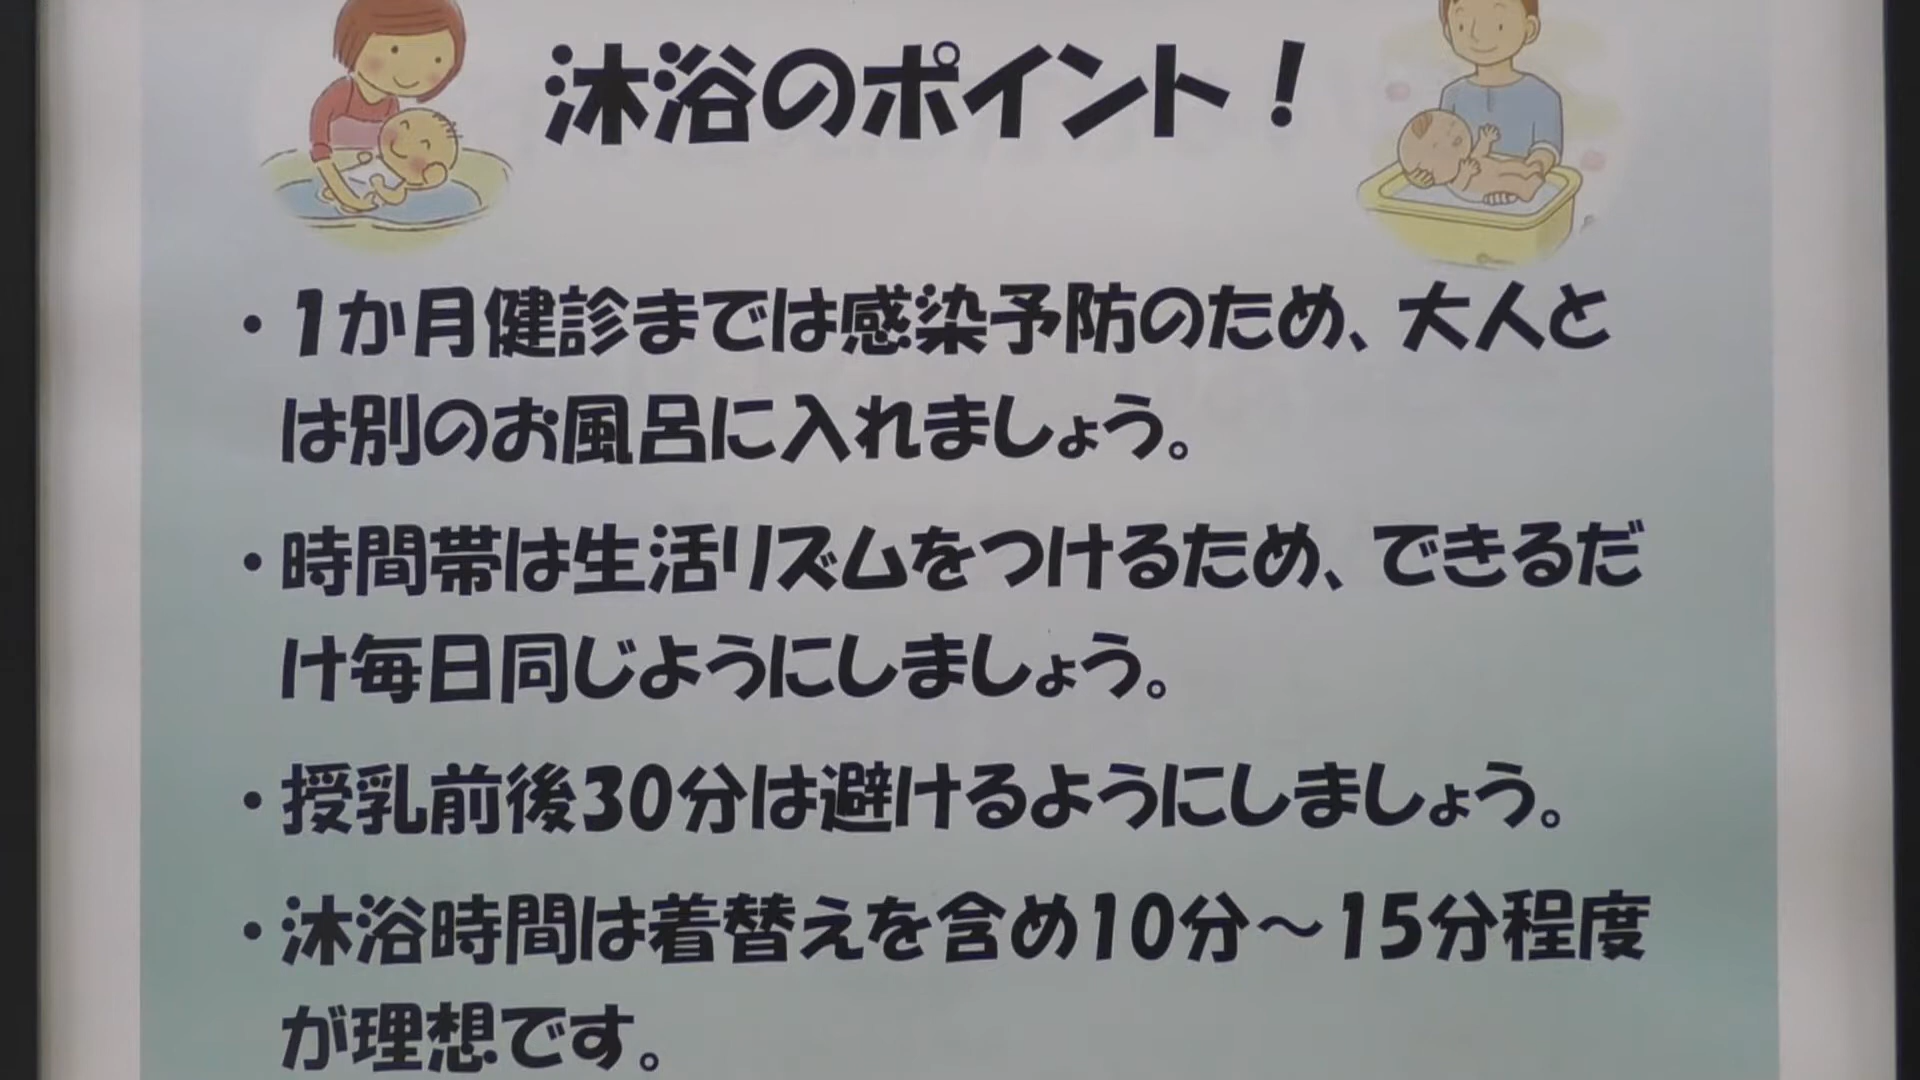 沐浴のポイント！
・1か月健診までは感染予防のため、大人と
は別のお風呂に入れましょう。
・時間帯は生活リズムをつけるため、できるだ
け毎日同じようにしましょう。
・授乳前後30分は避けるようにしましょう。
・沐浴時間は着替えを含め10分～15分程度
が理想です。